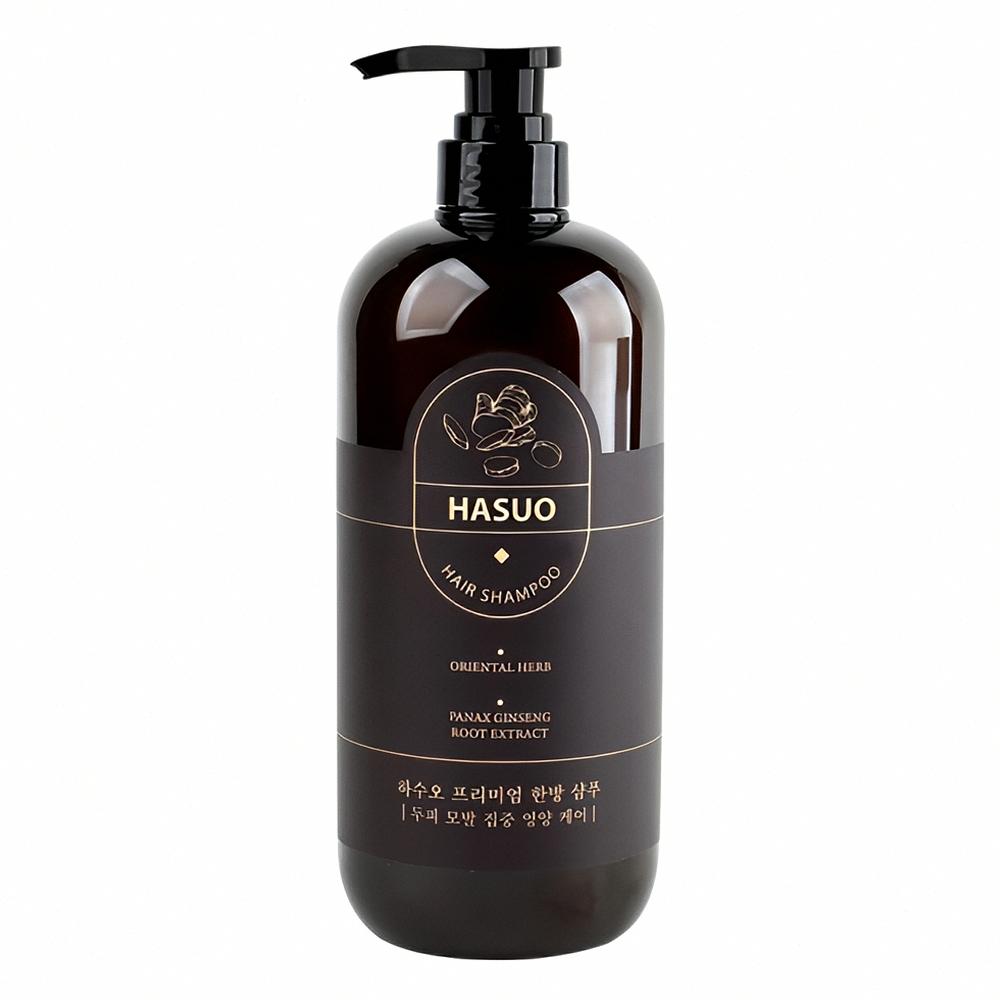 HASUO
HAIR SHAMPOO
ORIENTAL HERB
PANAX GINSENG
ROOT EXTRACT
하수오 프리미엄 한방 샴푸
| 두피 모발 집중 영양 케어 |